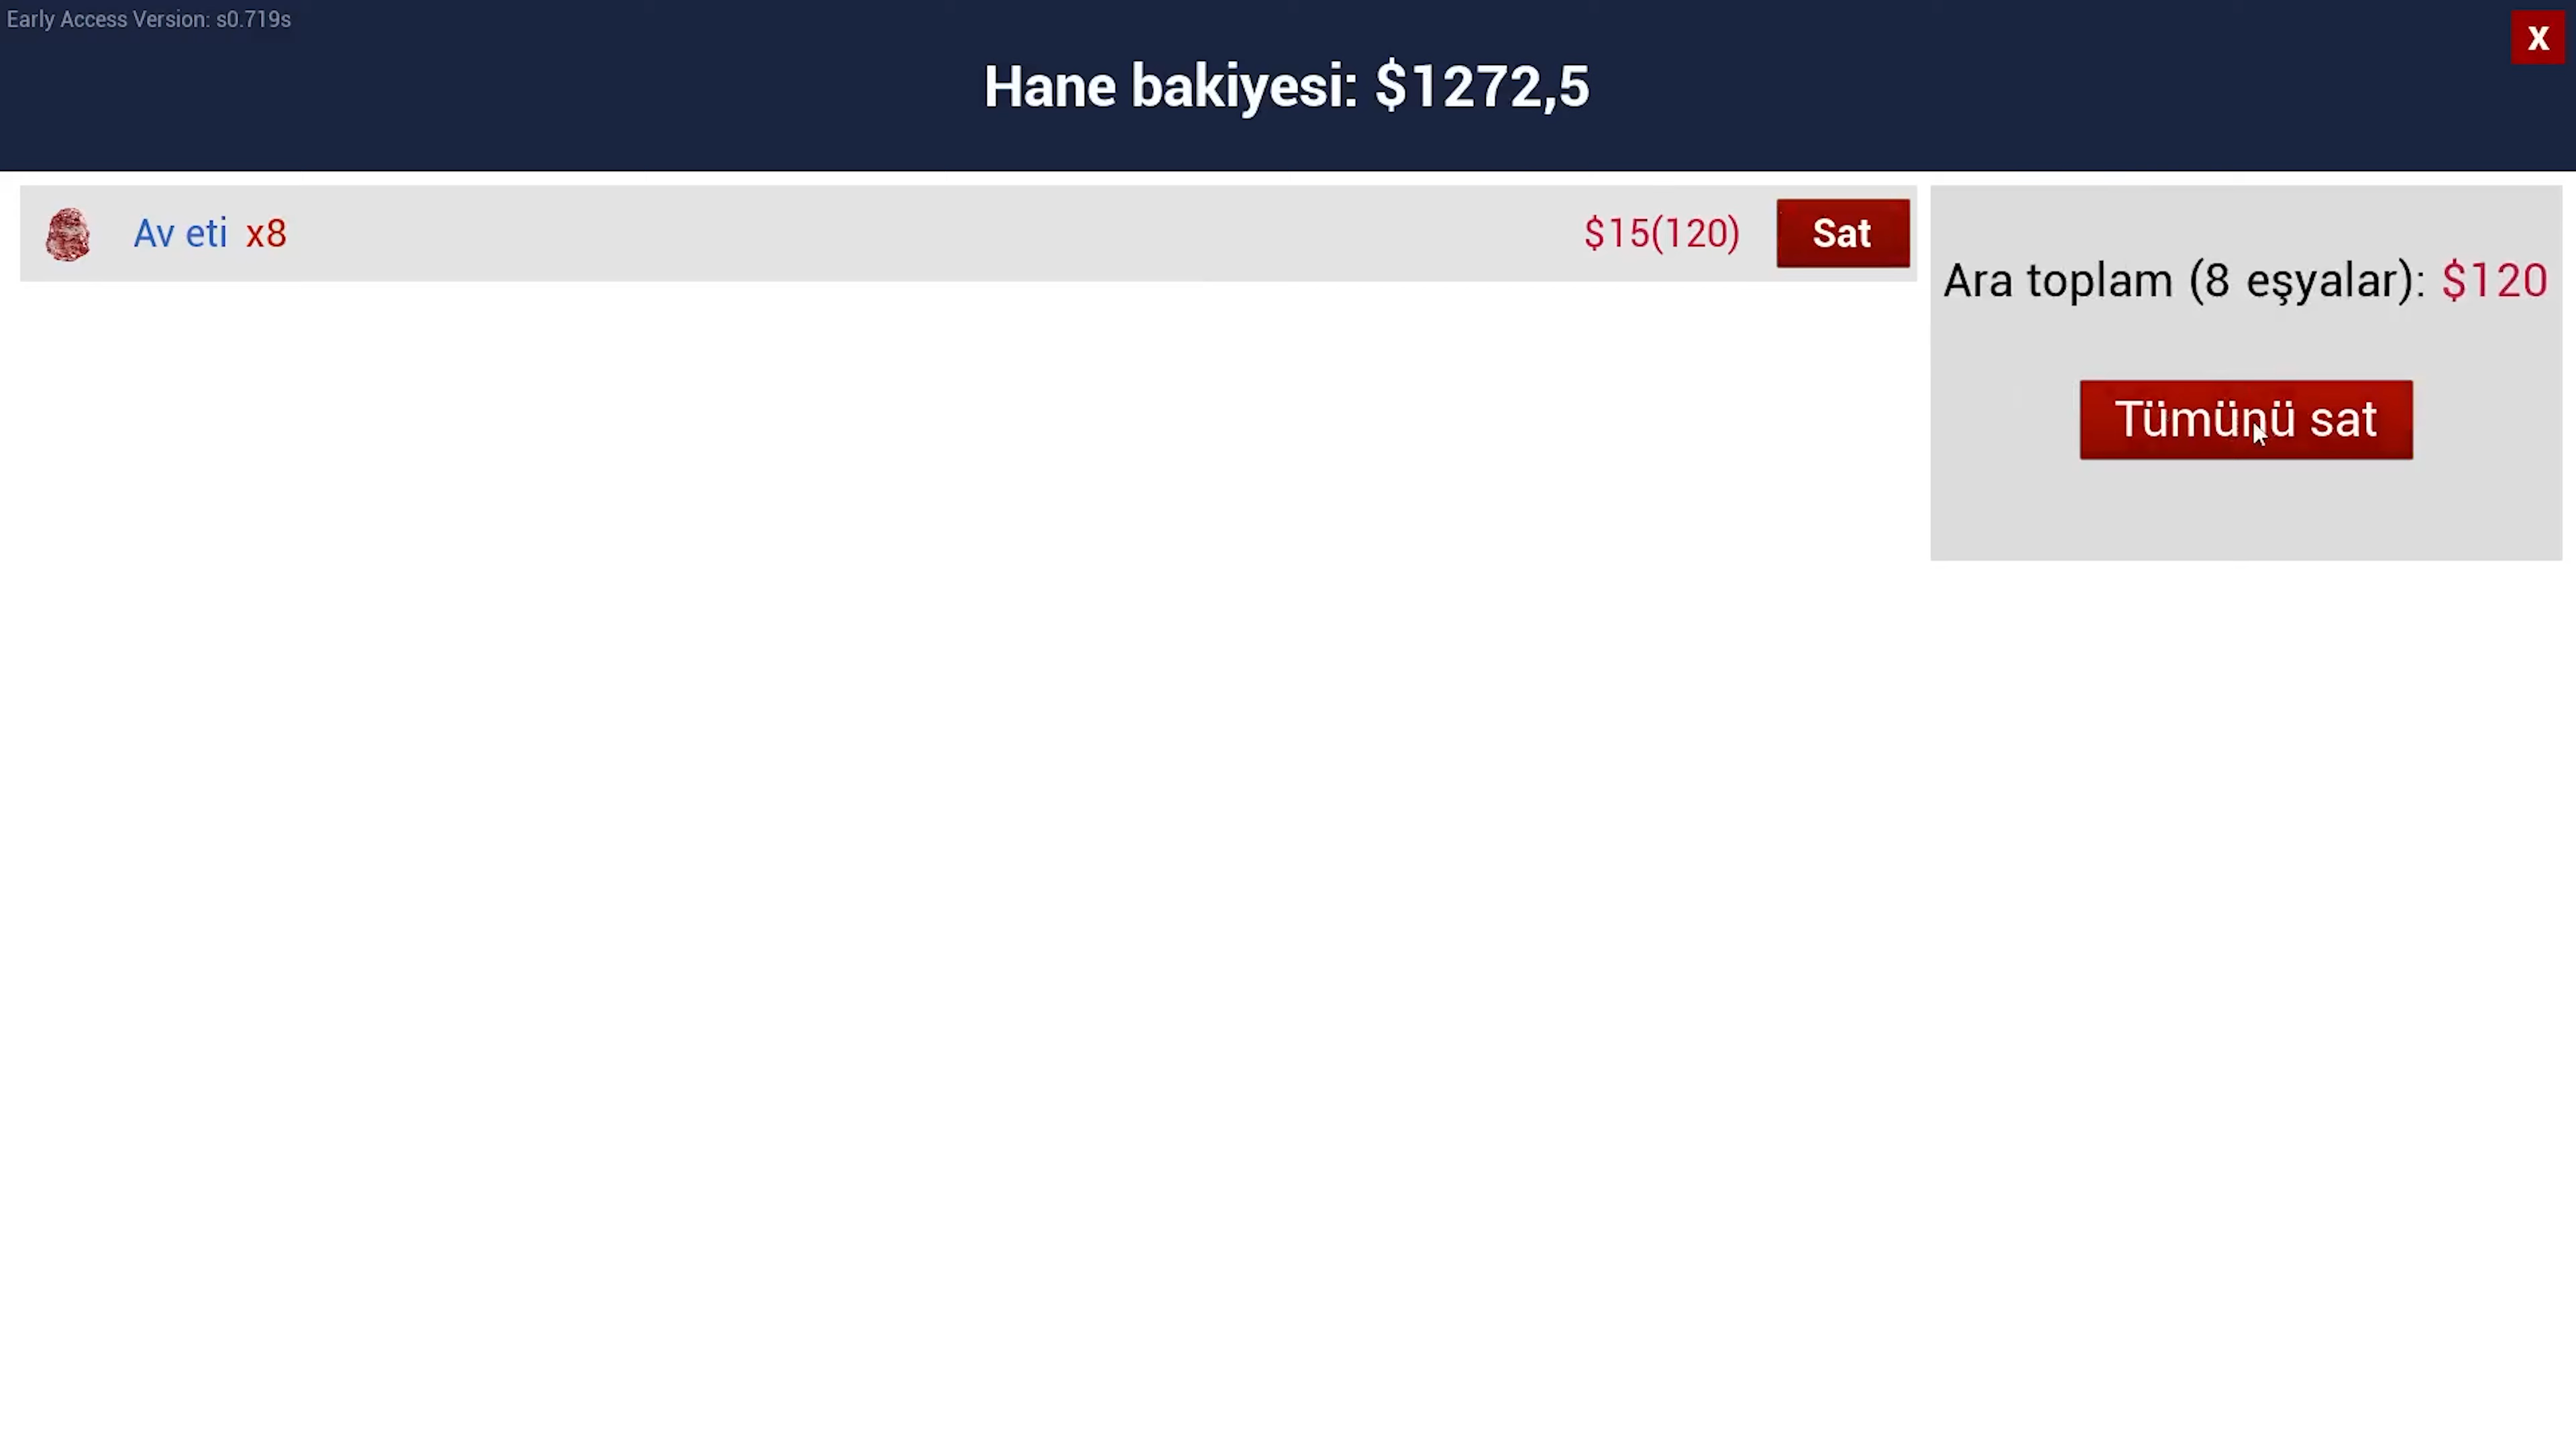 Early Access Version: s0.719s
X
Hane bakiyesi: $1272,5
Av eti x8 $15(120) Sat
Ara toplam (8 eşyalar): $120
Tümünü sat